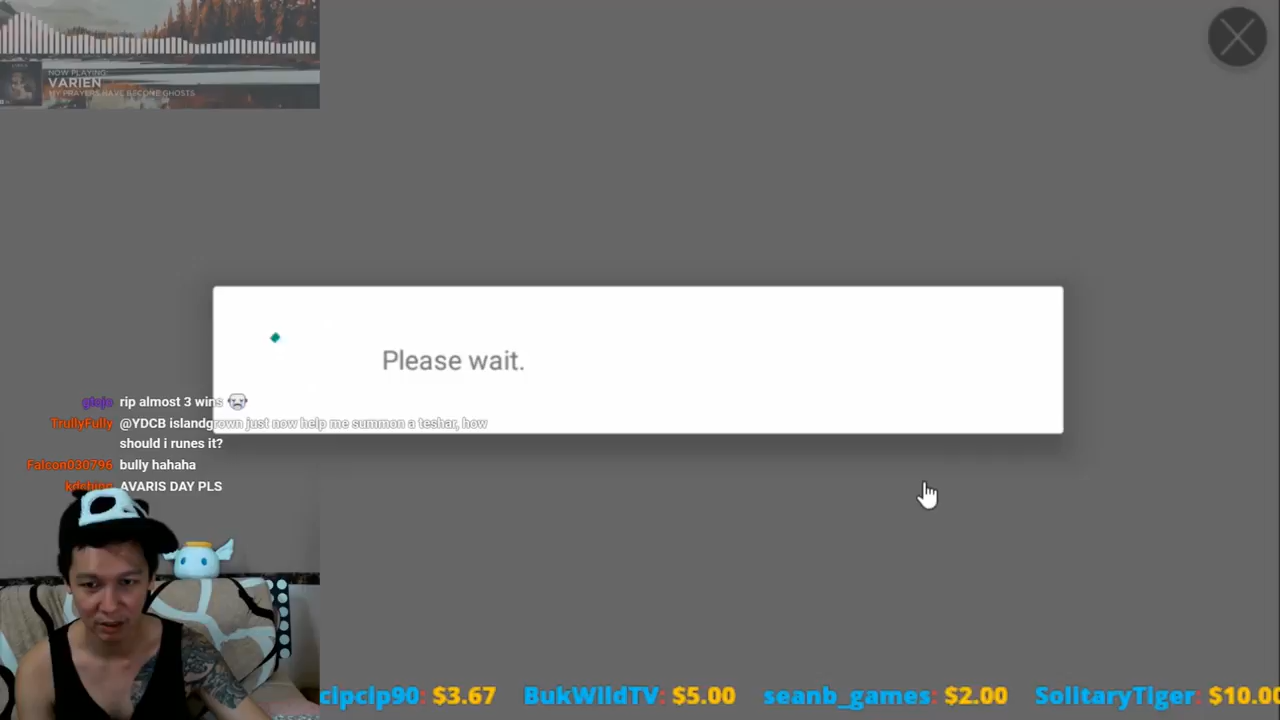 NOW PLAYING:
VARIEN
MY PRAYERS HAVE BECOME GHOSTS
Please wait.
gtojo rip almost 3 wins
TrullyFully @YDCB islandgrown just now help me summon a teshar, how
should i runes it?
Falcon030796 bully hahaha
AVARIS DAY PLS
cipcip90: $3.67 BukWildTV: $5.00 seanb_games: $2.00 SolitaryTiger: $10.00